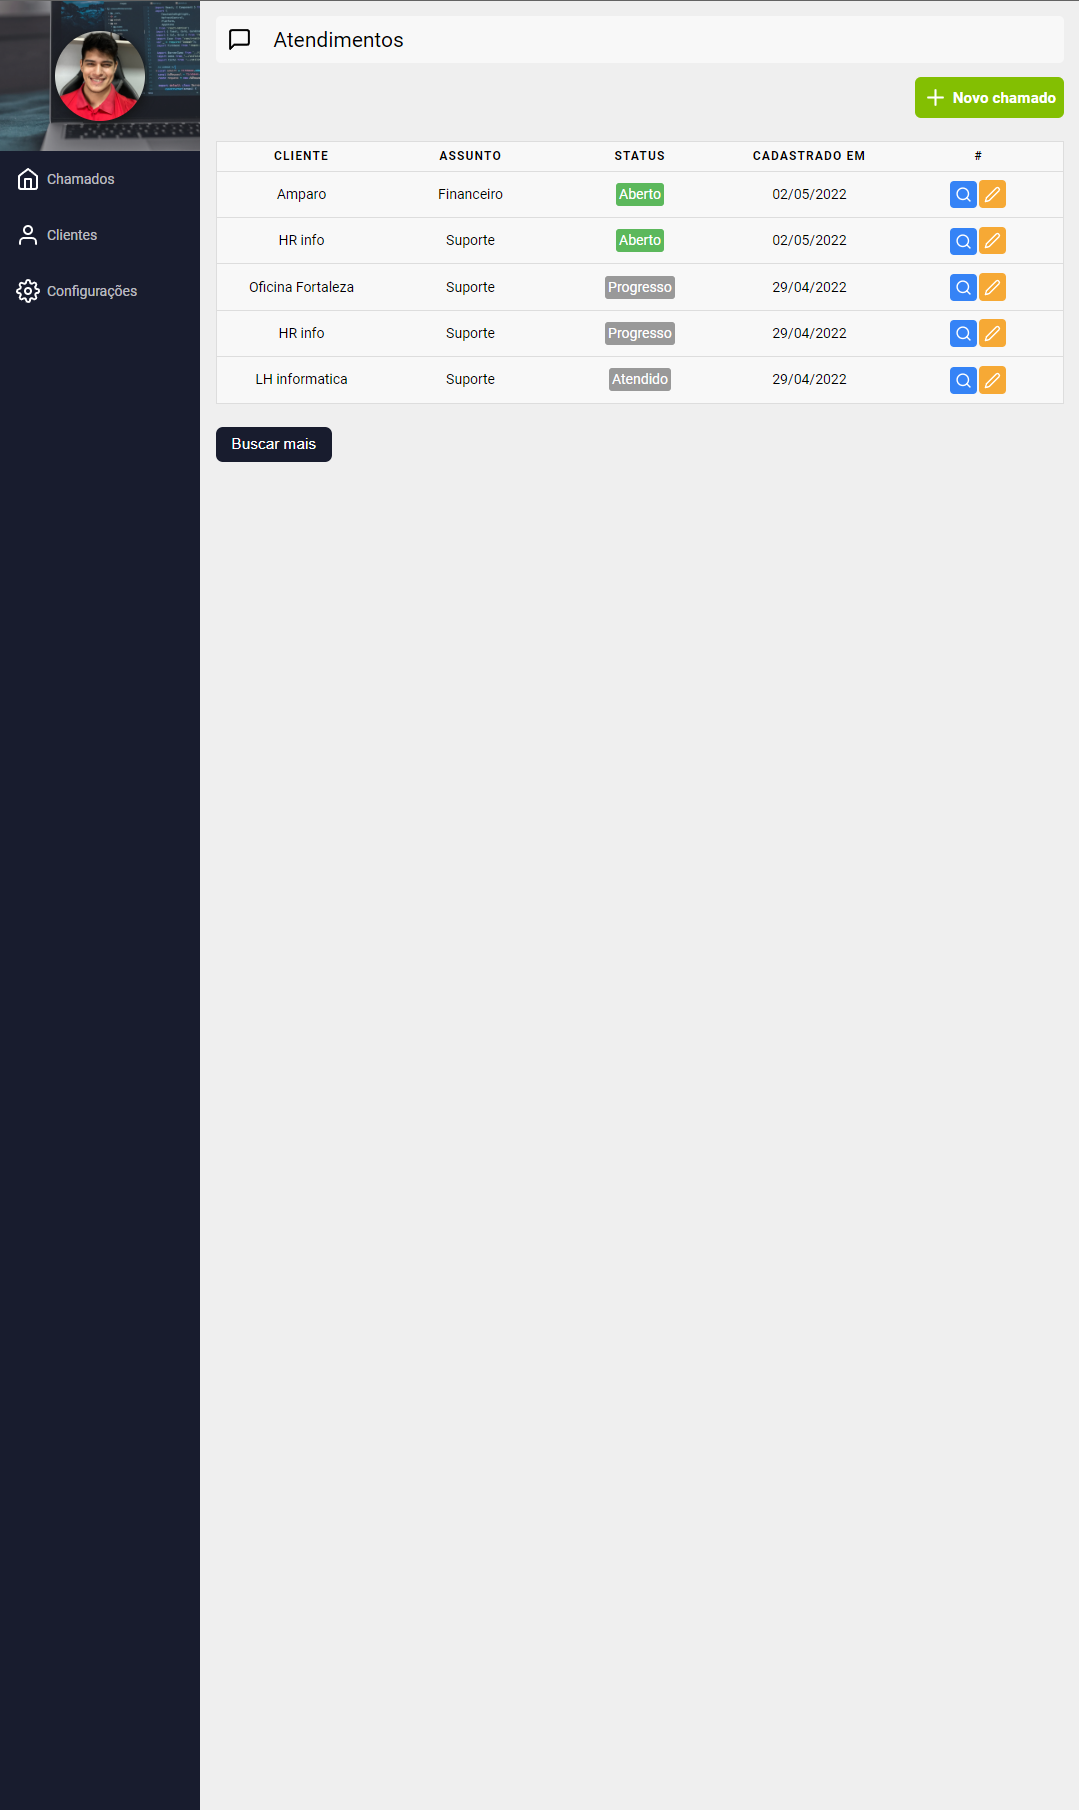 Atendimentos
Novo chamado
Chamados
Clientes
Configurações
CLIENTE ASSUNTO STATUS CADASTRADO EM #
Amparo Financeiro Aberto 02/05/2022
HR info Suporte Aberto 02/05/2022
Oficina Fortaleza Suporte Progresso 29/04/2022
HR info Suporte Progresso 29/04/2022
LH informatica Suporte Atendido 29/04/2022
Buscar mais